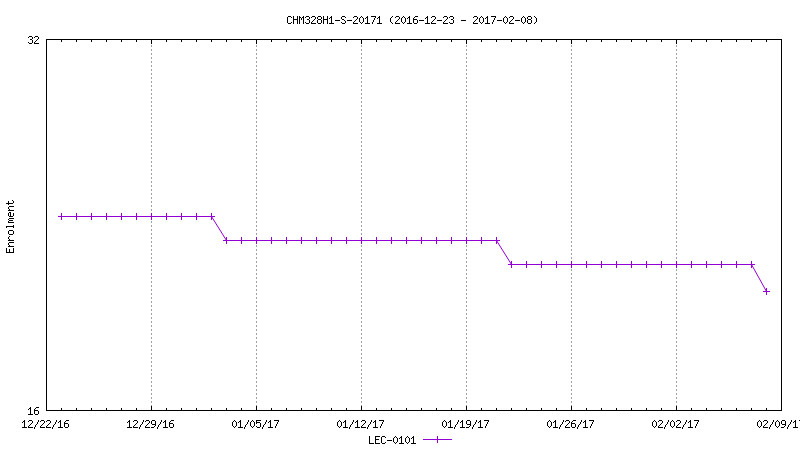 CHM328H1-S-20171 (2016-12-23 - 2017-02-08)
32
Enrolment
16
12/22/16 12/29/16 01/05/17 01/12/17 01/19/17 01/26/17 02/02/17 02/09/1
LEC-0101